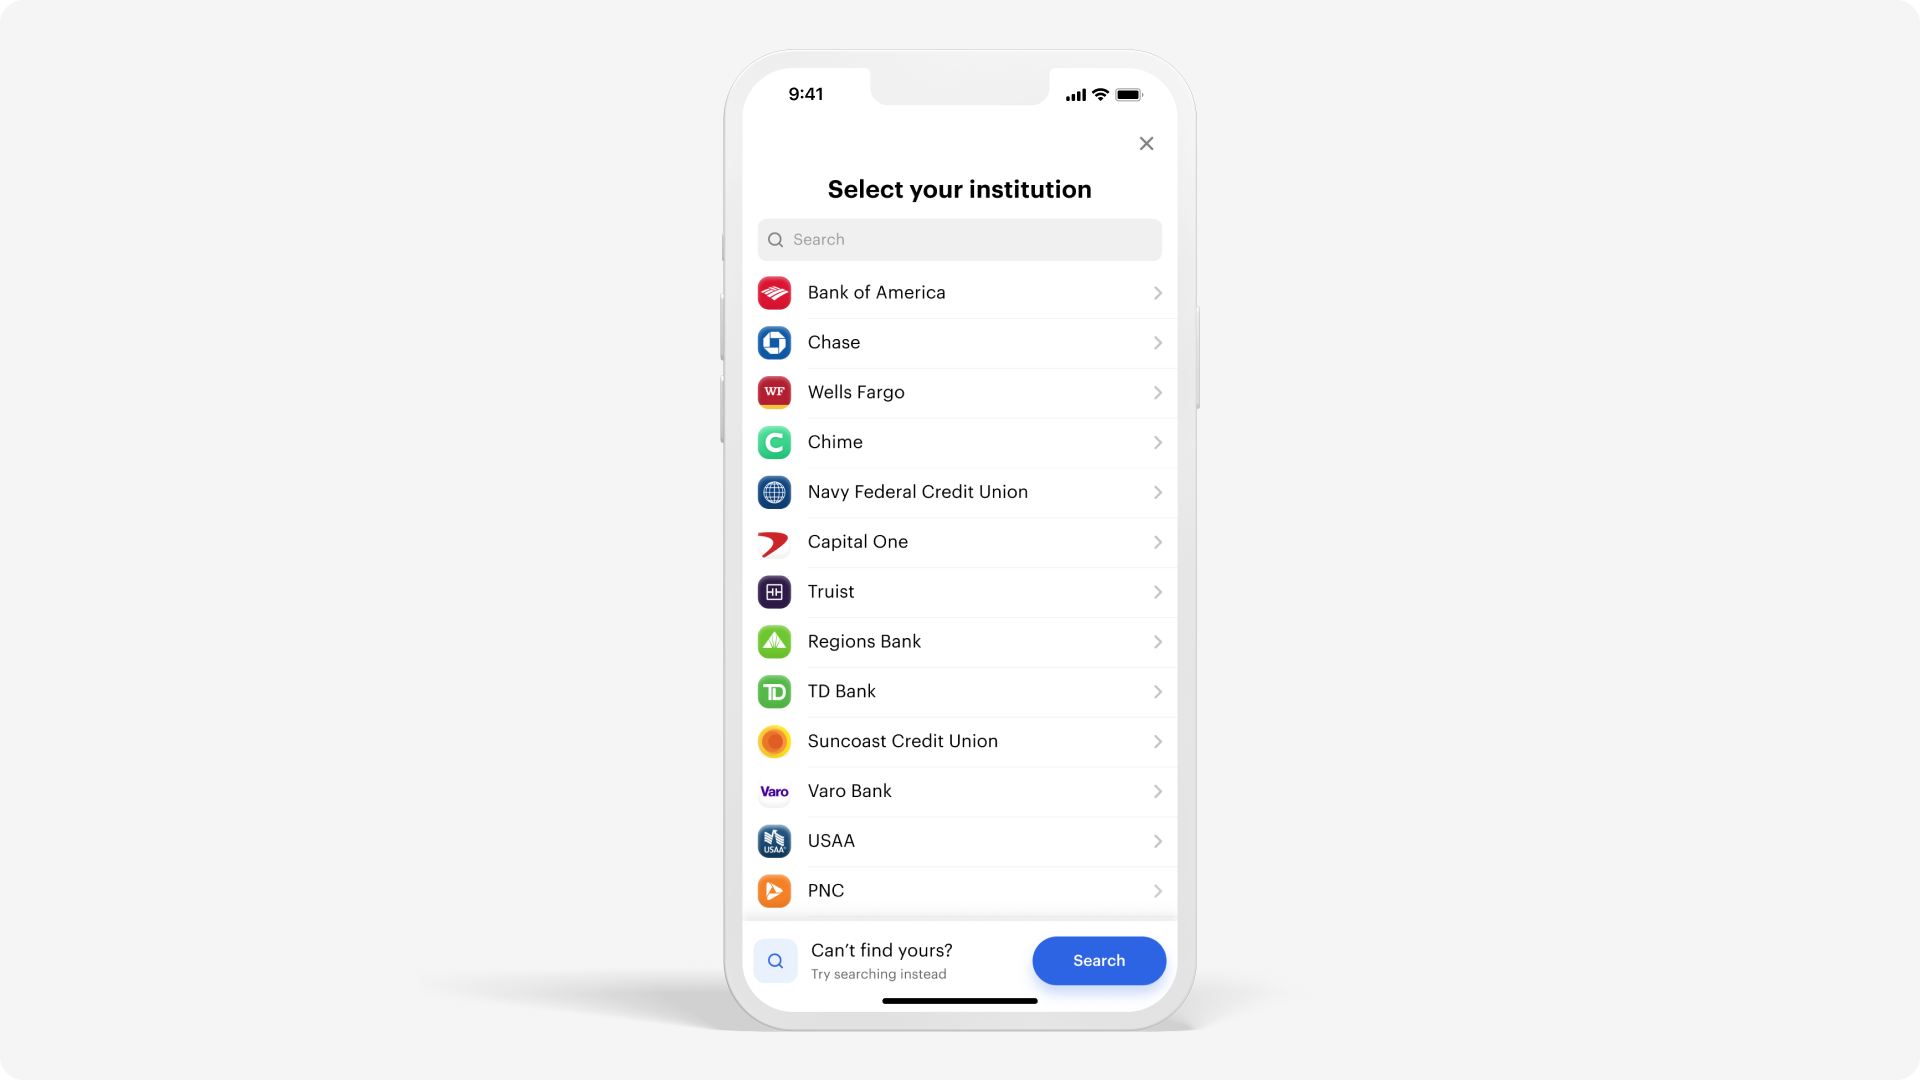 9:41
Select your institution
Search
Bank of America
Chase
WF
Wells Fargo
C
Chime
Navy Federal Credit Union
Capital One
Truist
Regions Bank
TD
TD Bank
Suncoast Credit Union
Varo
Varo Bank
USAA
USAA
PNC
Can’t find yours?
Try searching instead
Search